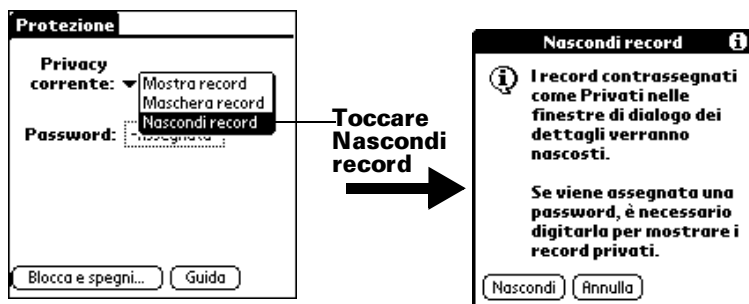 Protezione
Privacy
corrente:
Mostra record
Maschera record
Nascondi record
Password:
Blocca e spegni...
Guida
Toccare
Nascondi
record
Nascondi record
I record contrassegnati
come Privati nelle
finestre di dialogo dei
dettagli verranno
nascosti.
Se viene assegnata una
password, è necessario
digitarla per mostrare i
record privati.
Nascondi
Annulla